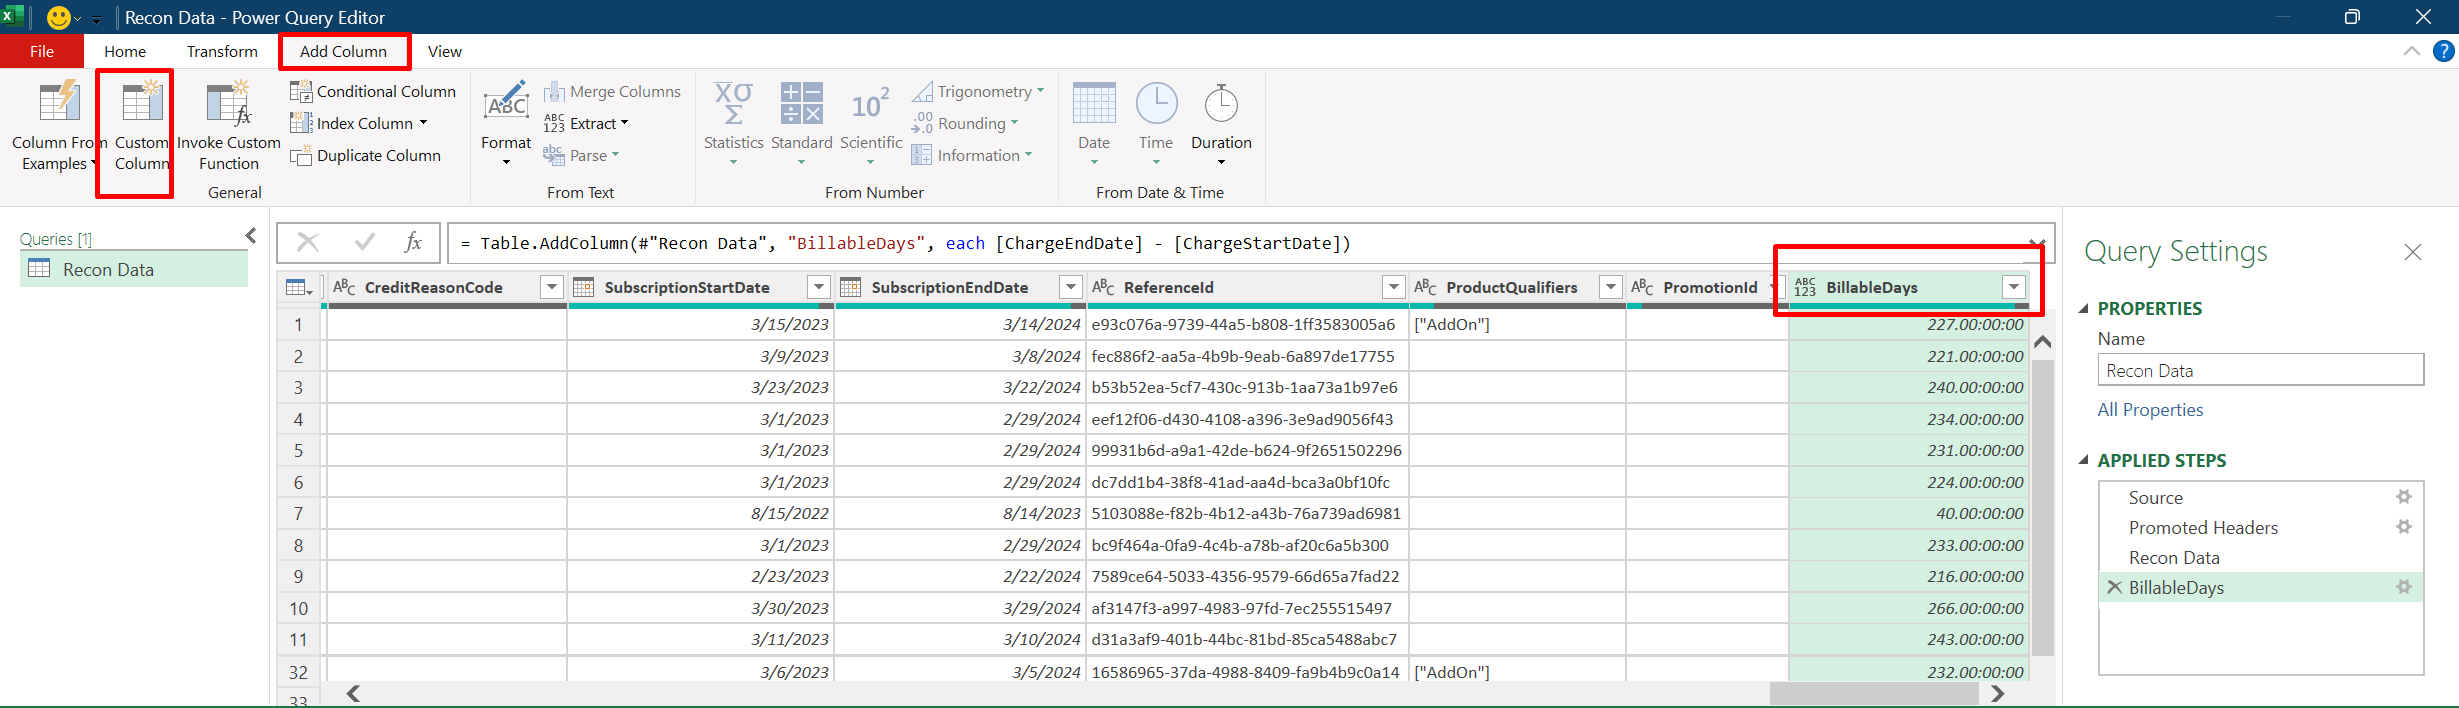 Recon Data - Power Query Editor
File Home Transform Add Column View
Column From Examples
Custom Column
Invoke Custom Function
Conditional Column
Index Column
Duplicate Column
General
Format
Merge Columns
Extract
Parse
From Text
Statistics
Standard
Scientific
Trigonometry
Rounding
Information
From Number
Date
Time
Duration
From Date & Time
Queries [1]
Recon Data
= Table.AddColumn(#"Recon Data", "BillableDays", each [ChargeEndDate] - [ChargeStartDate])
CreditReasonCode SubscriptionStartDate SubscriptionEndDate ReferenceId ProductQualifiers PromotionId BillableDays
1 3/15/2023 3/14/2024 e93c076a-9739-44a5-b808-1ff3583005a6 ["AddOn"] 227.00:00:00
2 3/9/2023 3/8/2024 fec886f2-aa5a-4b9b-9eab-6a897de17755 221.00:00:00
3 3/23/2023 3/22/2024 b53b52ea-5cf7-430c-913b-1aa73a1b97e6 240.00:00:00
4 3/1/2023 2/29/2024 eef12f06-d430-4108-a396-3e9ad9056f43 234.00:00:00
5 3/1/2023 2/29/2024 99931b6d-a9a1-42de-b624-9f2651502296 231.00:00:00
6 3/1/2023 2/29/2024 dc7dd1b4-38f8-41ad-aa4d-bca3a0bf10fc 224.00:00:00
7 8/15/2022 8/14/2023 5103088e-f82b-4b12-a43b-76a739ad6981 40.00:00:00
8 3/1/2023 2/29/2024 bc9f464a-0fa9-4c4b-a78b-af20c6a5b300 233.00:00:00
9 2/23/2023 2/22/2024 7589ce64-5033-4356-9579-66d65a7fad22 216.00:00:00
10 3/30/2023 3/29/2024 af3147f3-a997-4983-97fd-7ec255515497 266.00:00:00
11 3/11/2023 3/10/2024 d31a3af9-401b-44bc-81bd-85ca5488abc7 243.00:00:00
32 3/6/2023 3/5/2024 16586965-37da-4988-8409-fa9b4b9c0a14 ["AddOn"] 232.00:00:00
33
Query Settings
PROPERTIES
Name
Recon Data
All Properties
APPLIED STEPS
Source
Promoted Headers
Recon Data
BillableDays